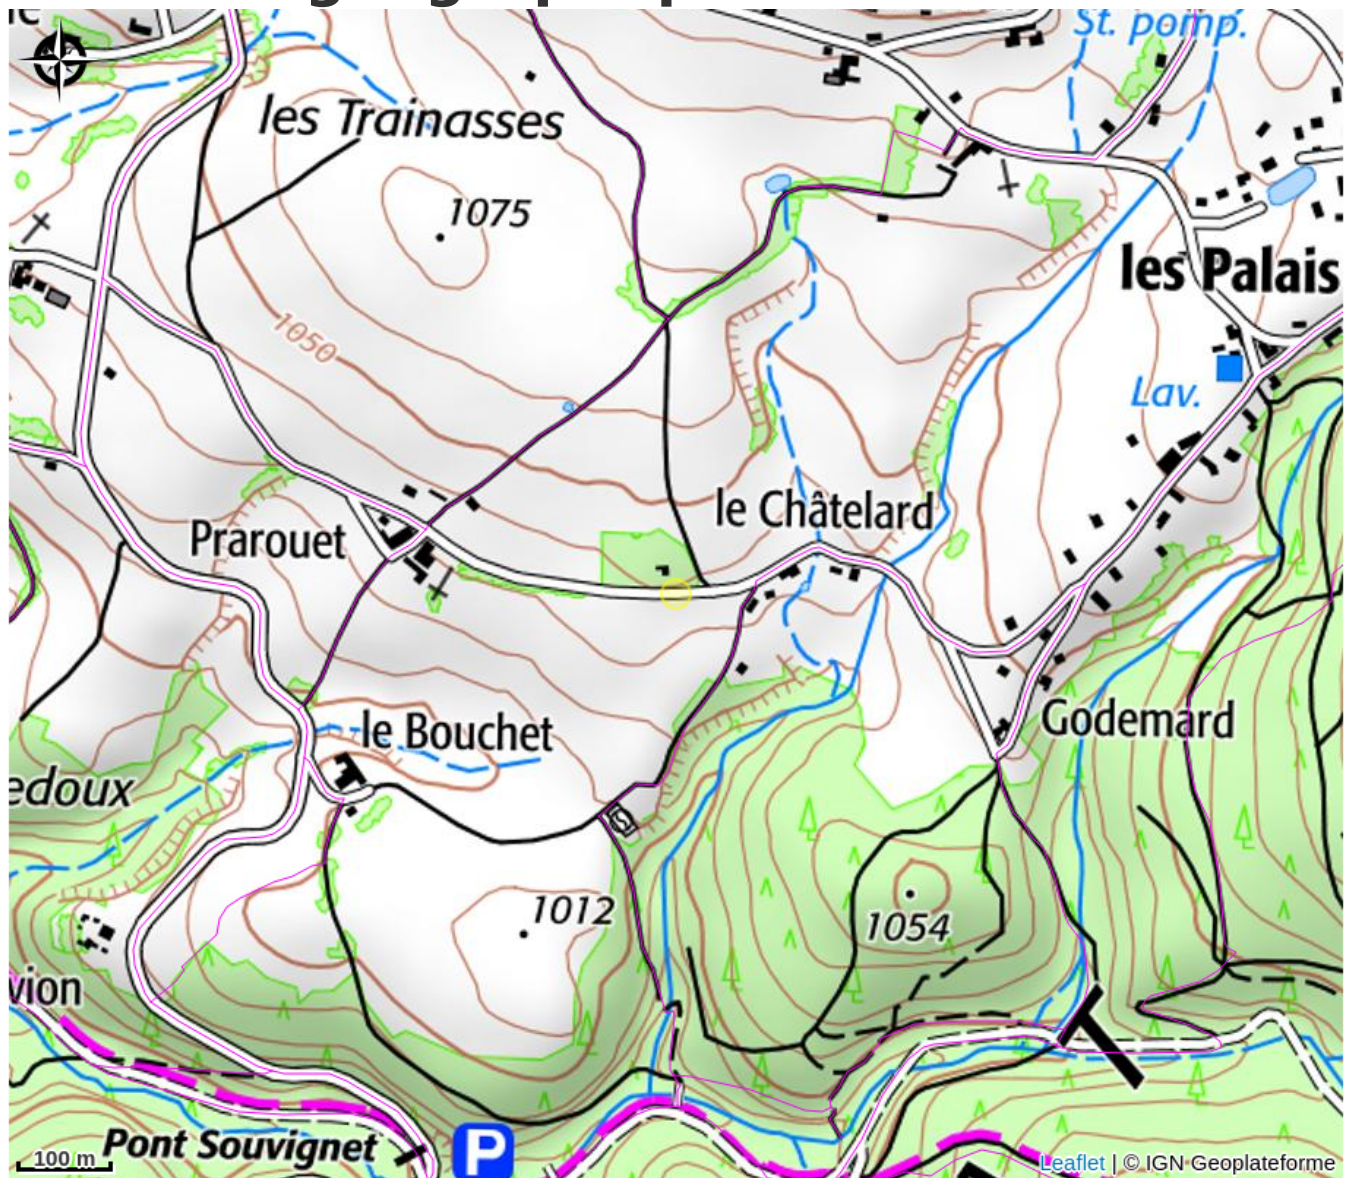 St. pomp.
les Trainasses
1075
les Palais
1050
Lav.
le Châtelard
Prarouet
le Bouchet
Godemard
edoux
1012
1054
vion
Pont Souvignet
P
100 m
Leaflet | © IGN Geoplateforme